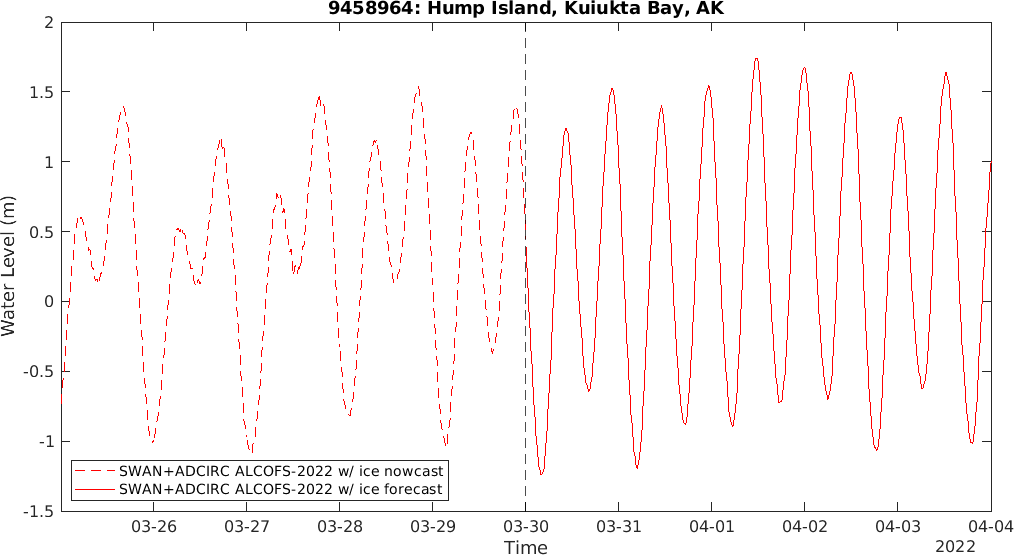 9458964: Hump Island, Kuiukta Bay, AK
2
1.5
1
0.5
0
-0.5
-1
-1.5
Water Level (m)
SWAN+ADCIRC ALCOFS-2022 w/ ice nowcast
SWAN+ADCIRC ALCOFS-2022 w/ ice forecast
03-26 03-27 03-28 03-29 03-30 03-31 04-01 04-02 04-03 04-04
Time
2022